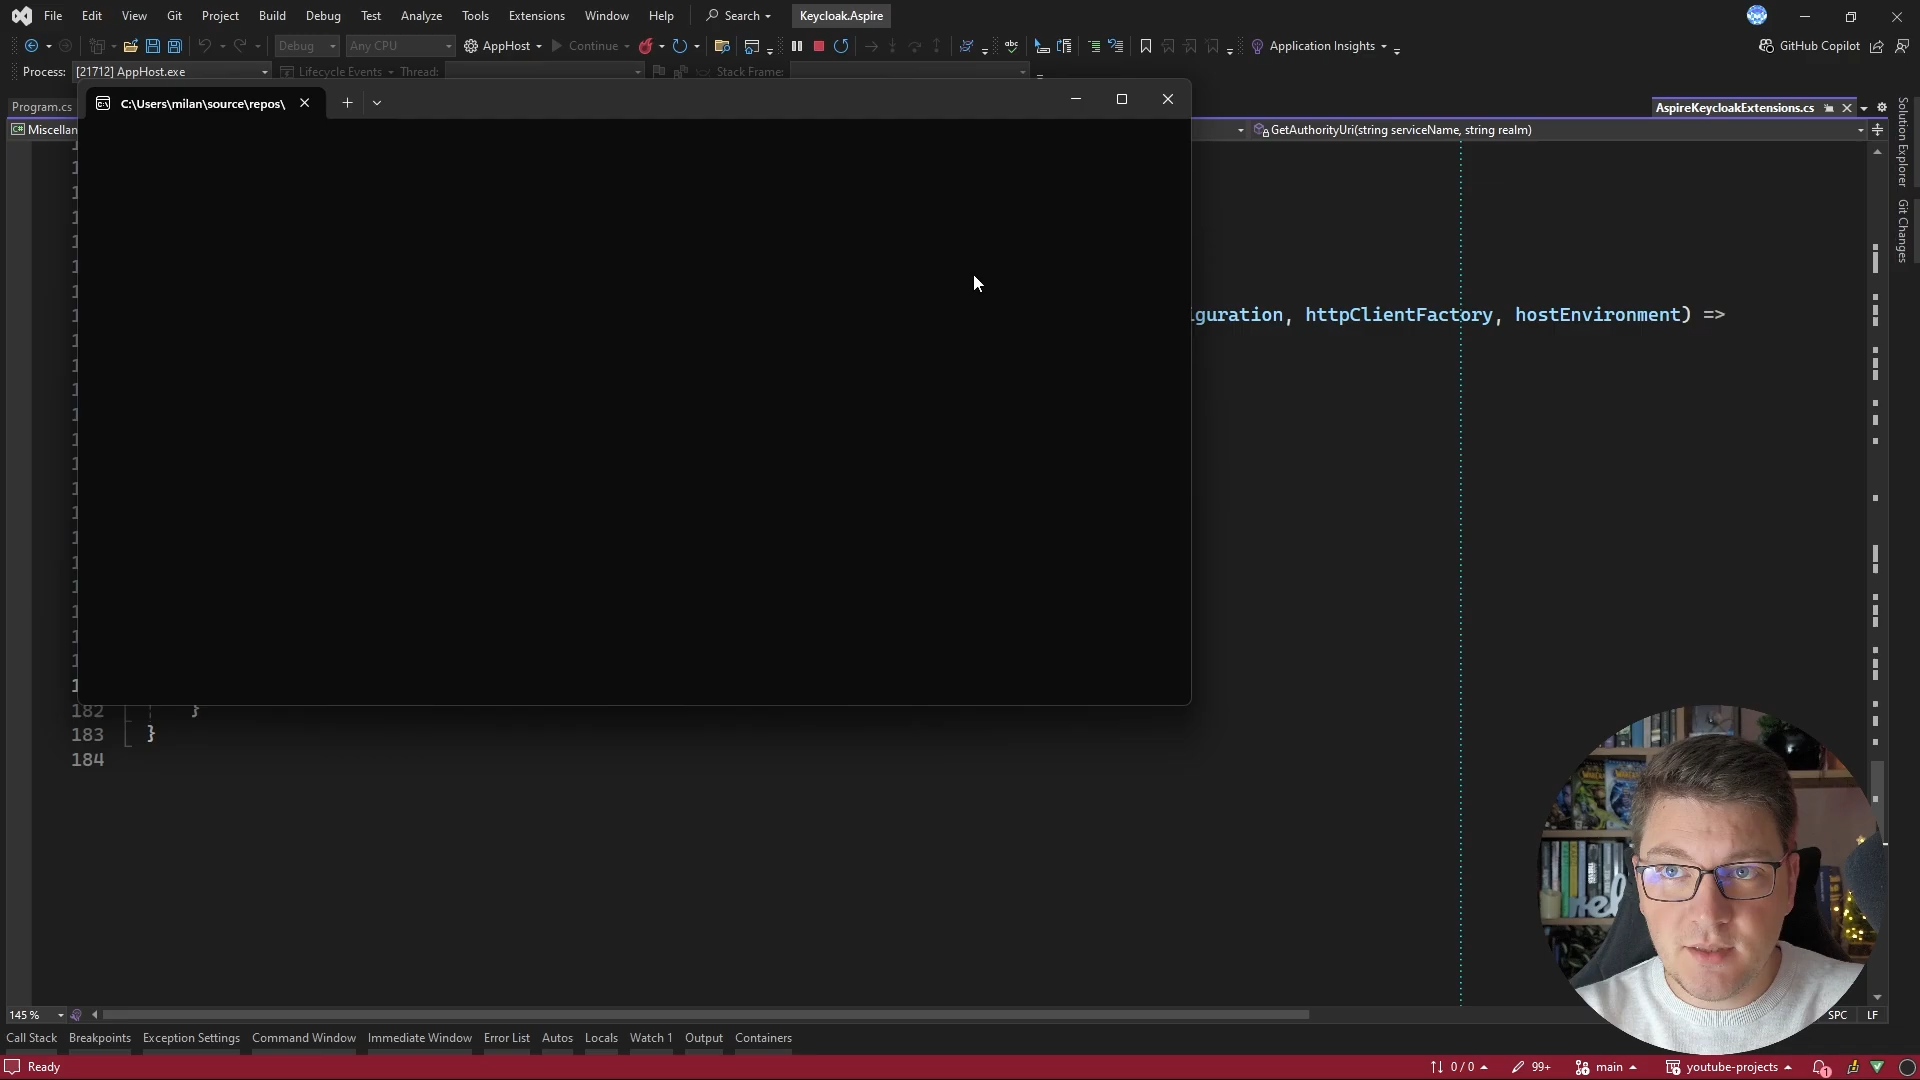 File Edit View Git Project Build Debug Test Analyze Tools Extensions Window Help Search Keycloak.Aspire
Debug Any CPU AppHost Continue Application Insights GitHub Copilot
Process: [21712] AppHost.exe Lifecycle Events Thread: Stack Frame:
C:\Users\milan\source\repos\
Program.cs AspireKeycloakExtensions.cs
Miscellan GetAuthorityUri(string serviceName, string realm)
Solution Explorer
Git Changes
iguration, httpClientFactory, hostEnvironment) =>
182 }
183 }
184
145 % SPC LF
Call Stack Breakpoints Exception Settings Command Window Immediate Window Error List Autos Locals Watch 1 Output Containers
Ready 0 / 0 99+ main youtube-projects 1